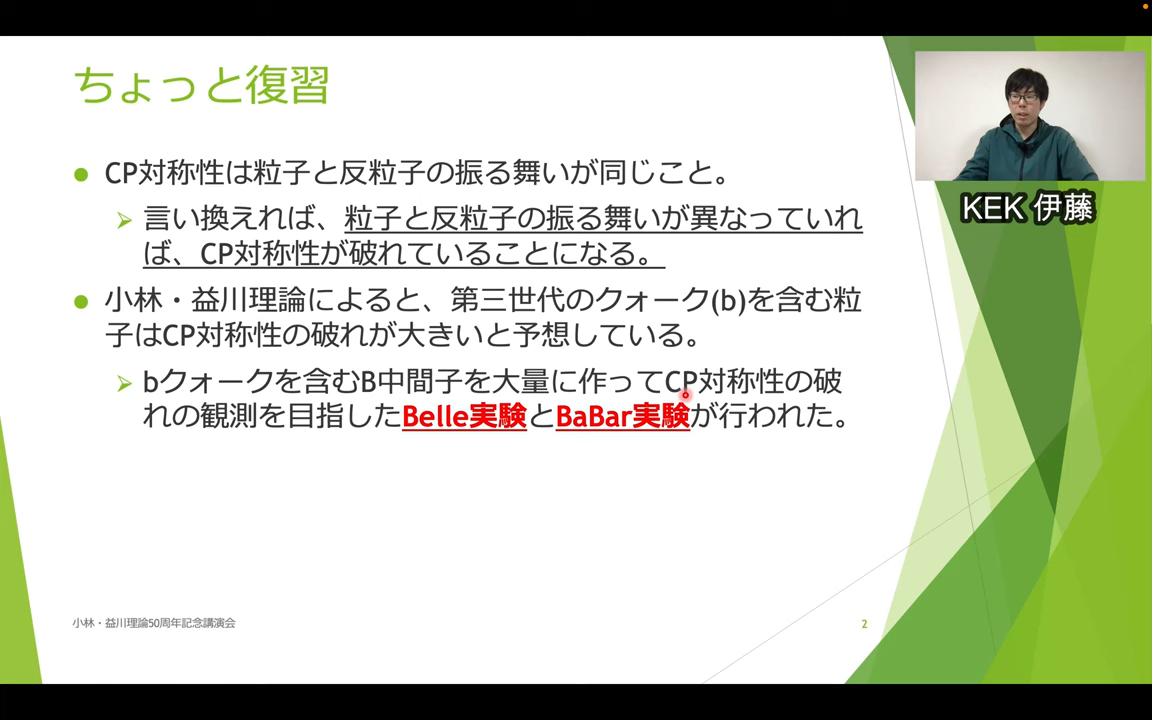 ちょっと復習
CP対称性は粒子と反粒子の振る舞いが同じこと。
言い換えれば、粒子と反粒子の振る舞いが異なっていれ
ば、CP対称性が破れていることになる。
小林・益川理論によると、第三世代のクォーク(b)を含む粒
子はCP対称性の破れが大きいと予想している。
bクォークを含むB中間子を大量に作ってCP対称性の破
れの観測を目指したBelle実験とBaBar実験が行われた。
KEK 伊藤
小林・益川理論50周年記念講演会
2